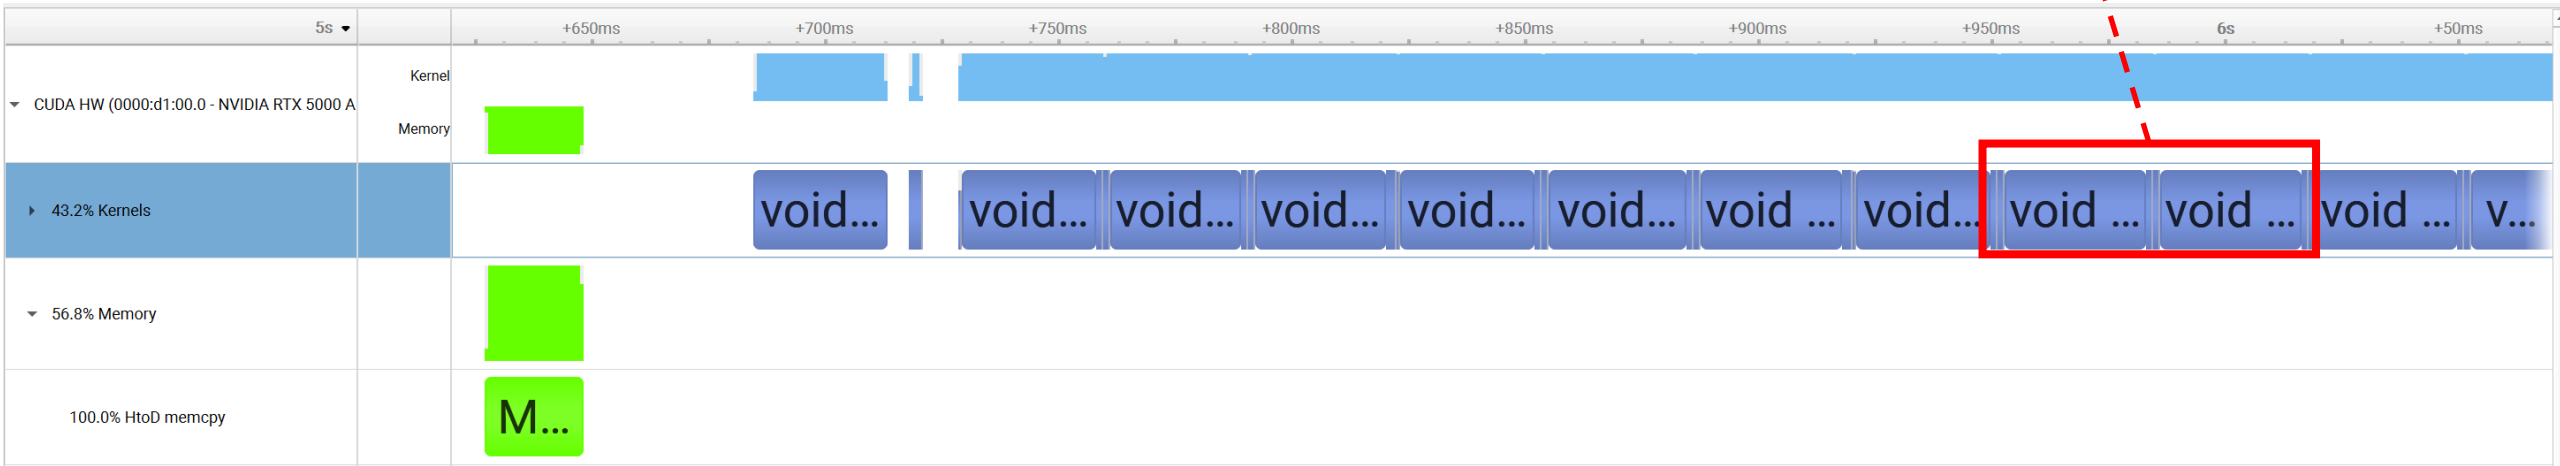 5s +650ms +700ms +750ms +800ms +850ms +900ms +950ms 6s +50ms
Kernel
CUDA HW (0000:d1:00.0 - NVIDIA RTX 5000 A
Memory
43.2% Kernels void... void... void... void... void... void... void ... void... void ... void ... void ... v...
56.8% Memory
100.0% HtoD memcpy M...